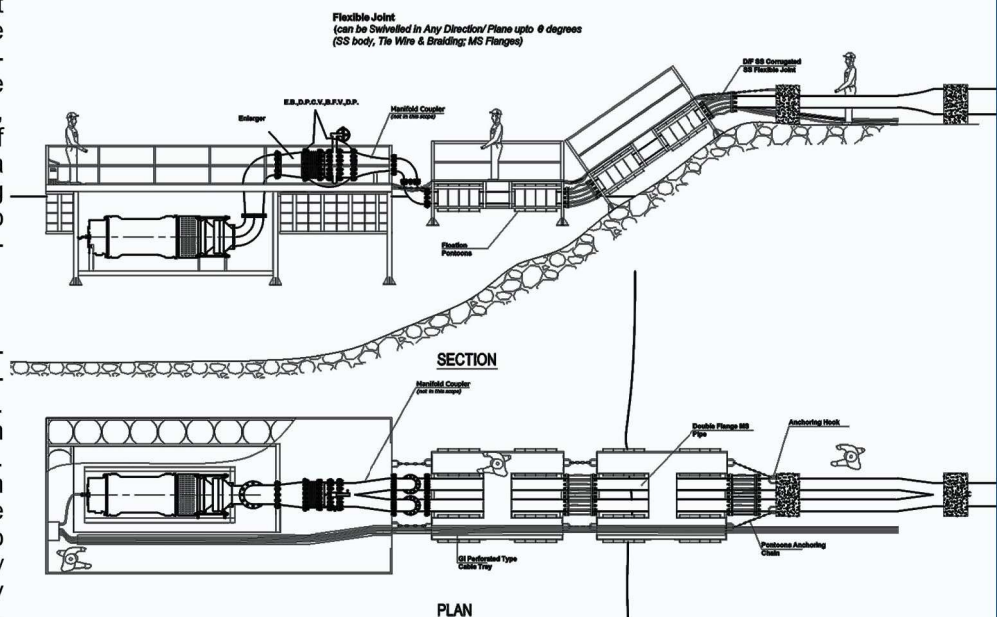 Flexible Joint
(can be Swivelled in Any Direction/ Plane upto θ degrees
(SS body, Tie Wire & Braiding; MS Flanges)
D/F SS Corrugated
SS Flexible Joint
E.B.,D.P.C.V.,B.F.V.,D.P.
Manifold Coupler
(not in this scope)
Enlarger
Floation
Pontoons
SECTION
Manifold Coupler
(not in this scope)
Double Flange MS
Pipe
Anchoring Hook
GI Perforated Type
Cable Tray
Pontoons Anchoring
Chain
PLAN